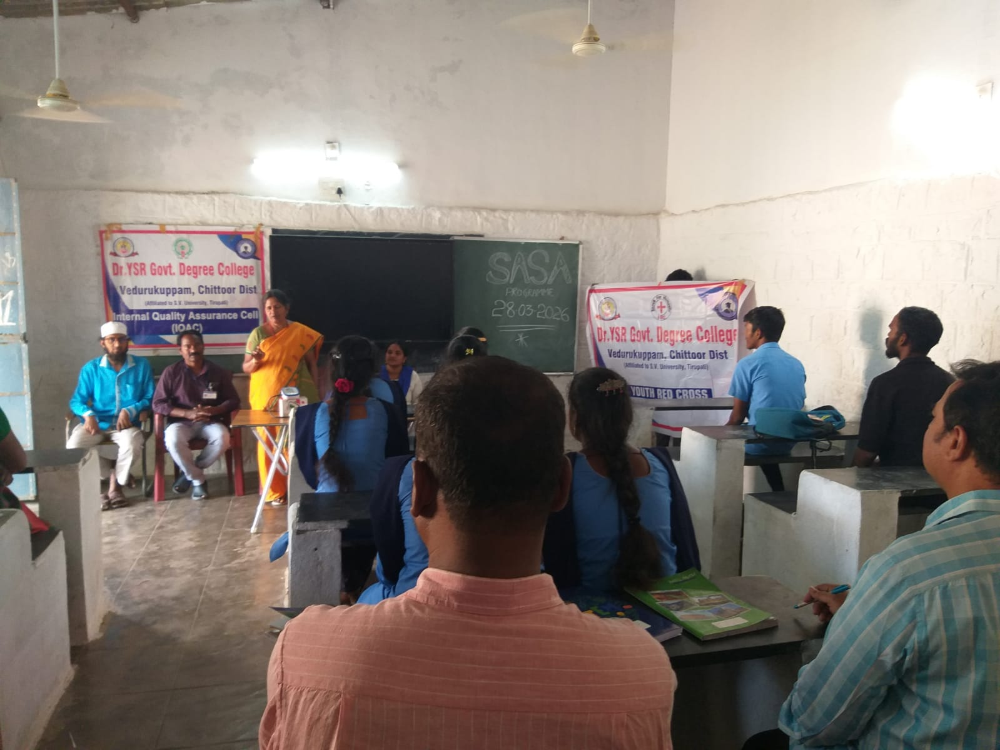 Dr.YSR Govt. Degree College
Vedurukuppam, Chittoor Dist
(Affiliated to S.V. University, Tirupati)
Internal Quality Assurance Cell
(IQAC)
SASA
PROGRAMME
28-03-2026
Dr.YSR Govt. Degree College
Vedurukuppam, Chittoor Dist
(Affiliated to S.V. University, Tirupati)
YOUTH RED CROSS